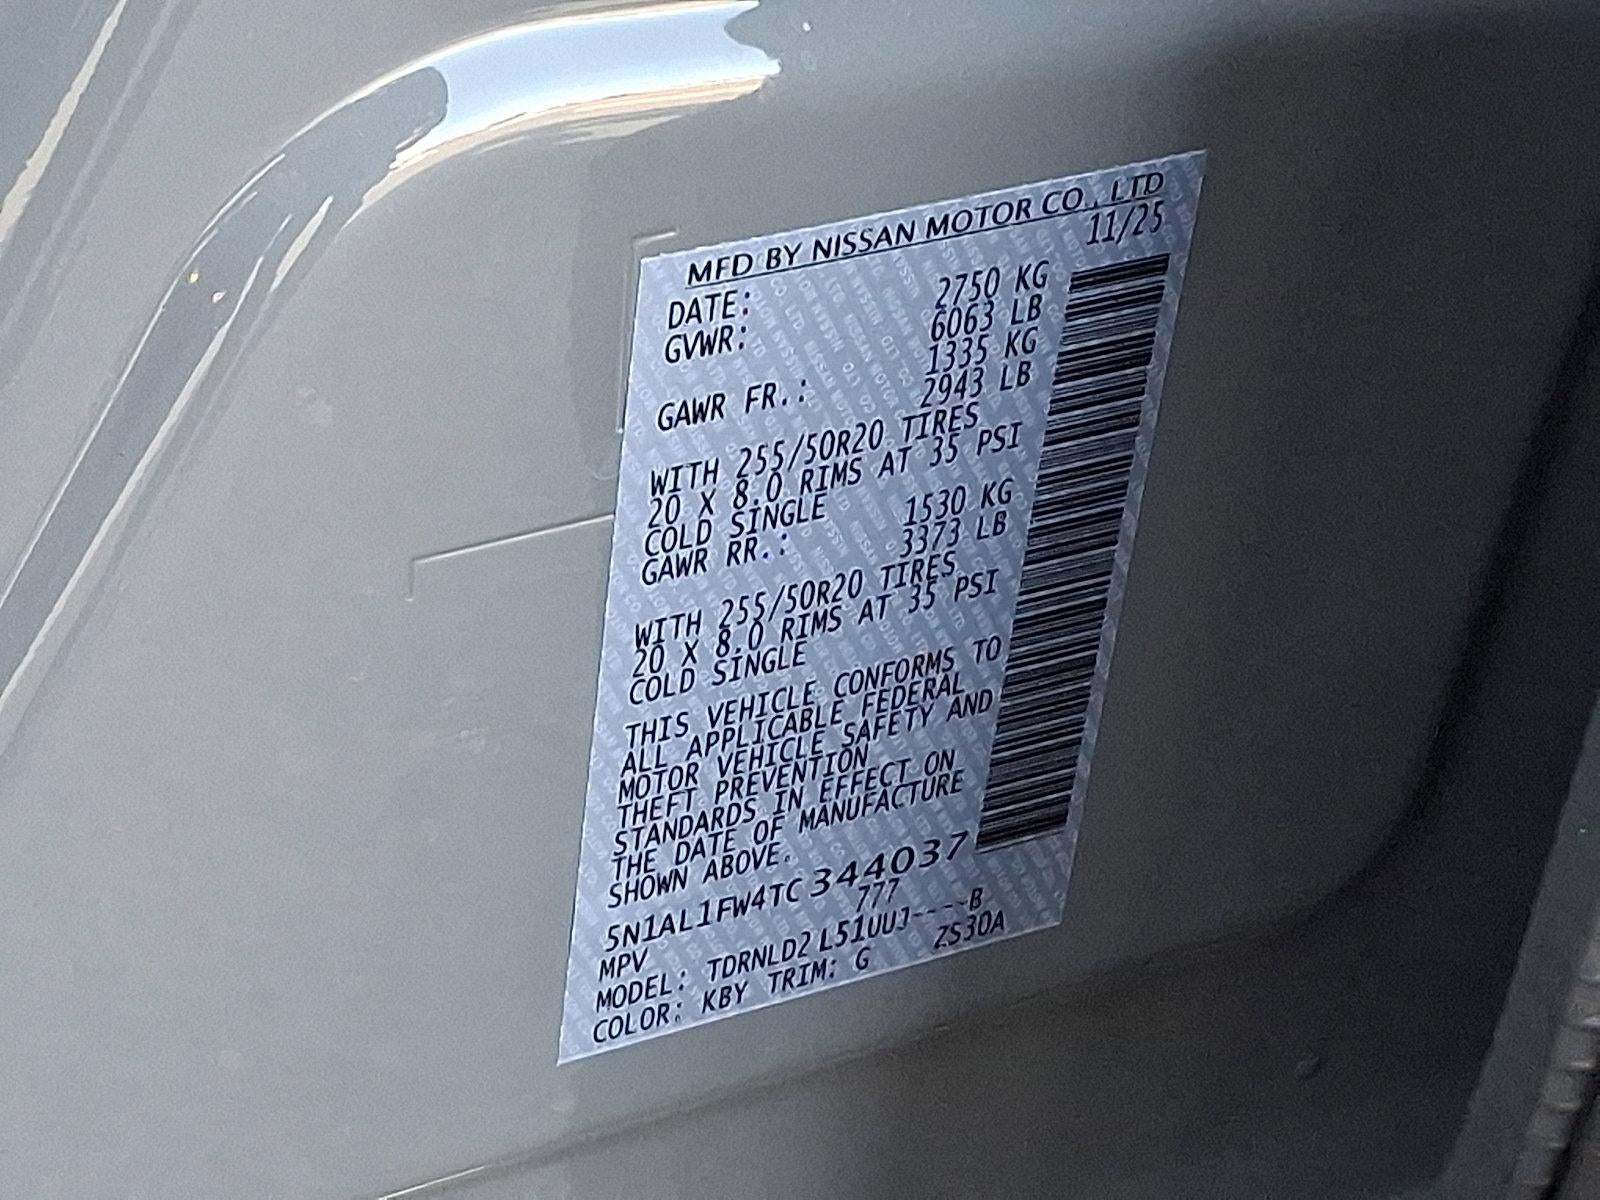 MFD BY NISSAN MOTOR CO., LTD
DATE: 11/25
GVWR: 2750 KG
6063 LB
GAWR FR.: 1335 KG
2943 LB
WITH 255/50R20 TIRES
20 X 8.0 RIMS AT 35 PSI
COLD SINGLE
GAWR RR.: 1530 KG
3373 LB
WITH 255/50R20 TIRES
20 X 8.0 RIMS AT 35 PSI
COLD SINGLE
THIS VEHICLE CONFORMS TO
ALL APPLICABLE FEDERAL
MOTOR VEHICLE SAFETY AND
THEFT PREVENTION
STANDARDS IN EFFECT ON
THE DATE OF MANUFACTURE
SHOWN ABOVE.
5N1AL1FW4TC344037
MPV 777
MODEL: TDRNLD2 L51UUJ----B
COLOR: KBY TRIM: G ZS30A